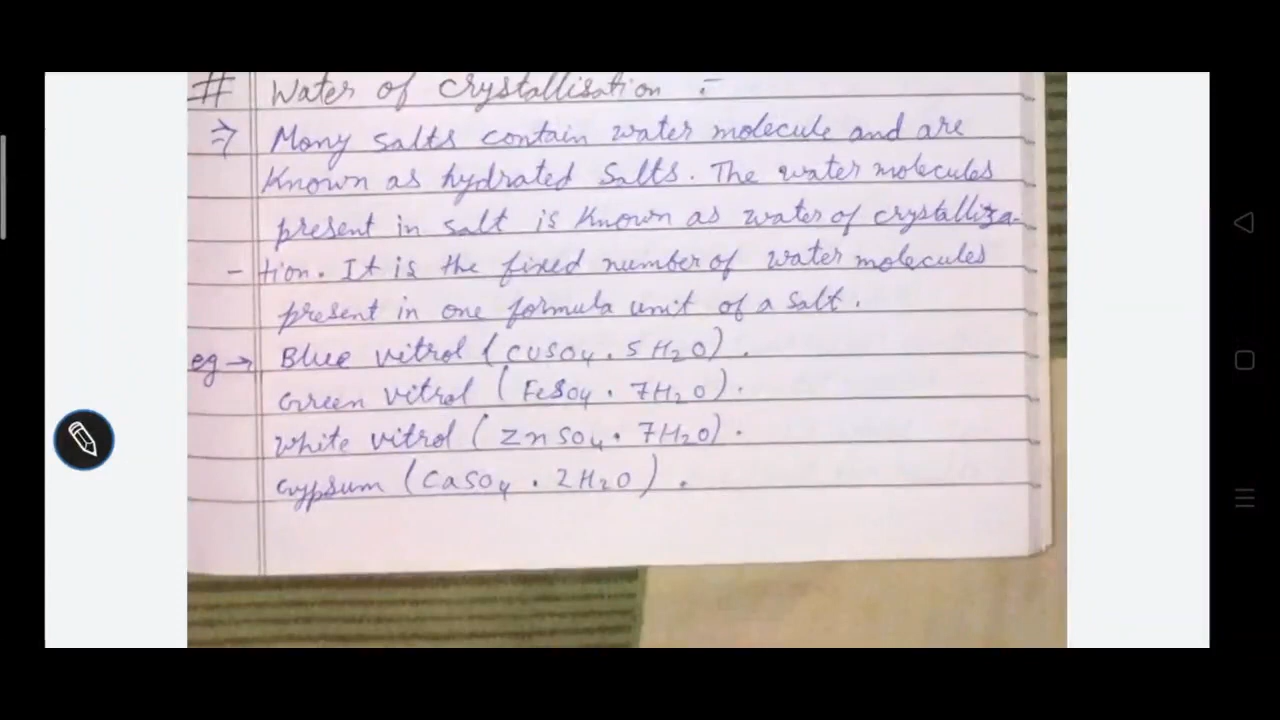 # Water of crystallisation :-
⇒ Many salts contain water molecule and are
known as hydrated salts. The water molecules
present in salt is known as water of crystalliza-
- tion. It is the fixed number of water molecules
present in one formula unit of a salt.
eg → Blue vitrol (CuSO₄ . 5H₂O) .
Green vitrol (FeSO₄ . 7H₂O) .
White vitrol (ZnSO₄ . 7H₂O) .
Gypsum (CaSO₄ . 2H₂O) .